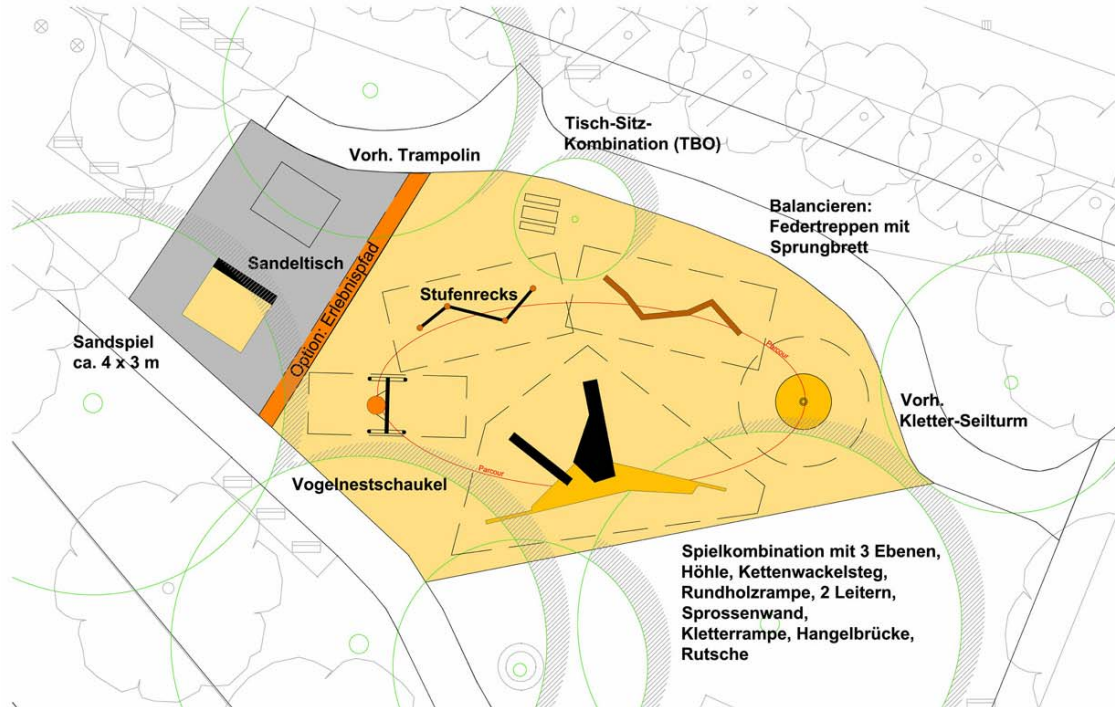 Tisch-Sitz-
Kombination (TBO)
Vorh. Trampolin
Balancieren:
Federtreppen mit
Sprungbrett
Sandeltisch
Option: Erlebnispfad
Stufenrecks
Sandspiel
ca. 4 x 3 m
Parcour
Vorh.
Kletter-Seilturm
Parcour
Vogelnestschaukel
Spielkombination mit 3 Ebenen,
Höhle, Kettenwackelsteg,
Rundholzrampe, 2 Leitern,
Sprossenwand,
Kletterrampe, Hangelbrücke,
Rutsche